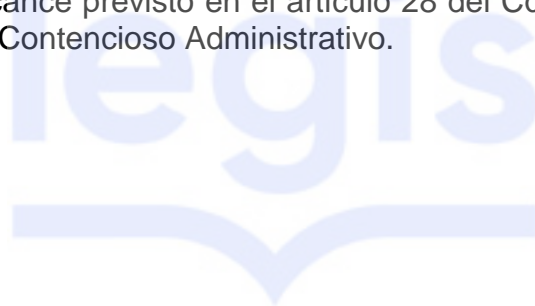 cance previsto en el artículo 28 del Co
Contencioso Administrativo.
legis